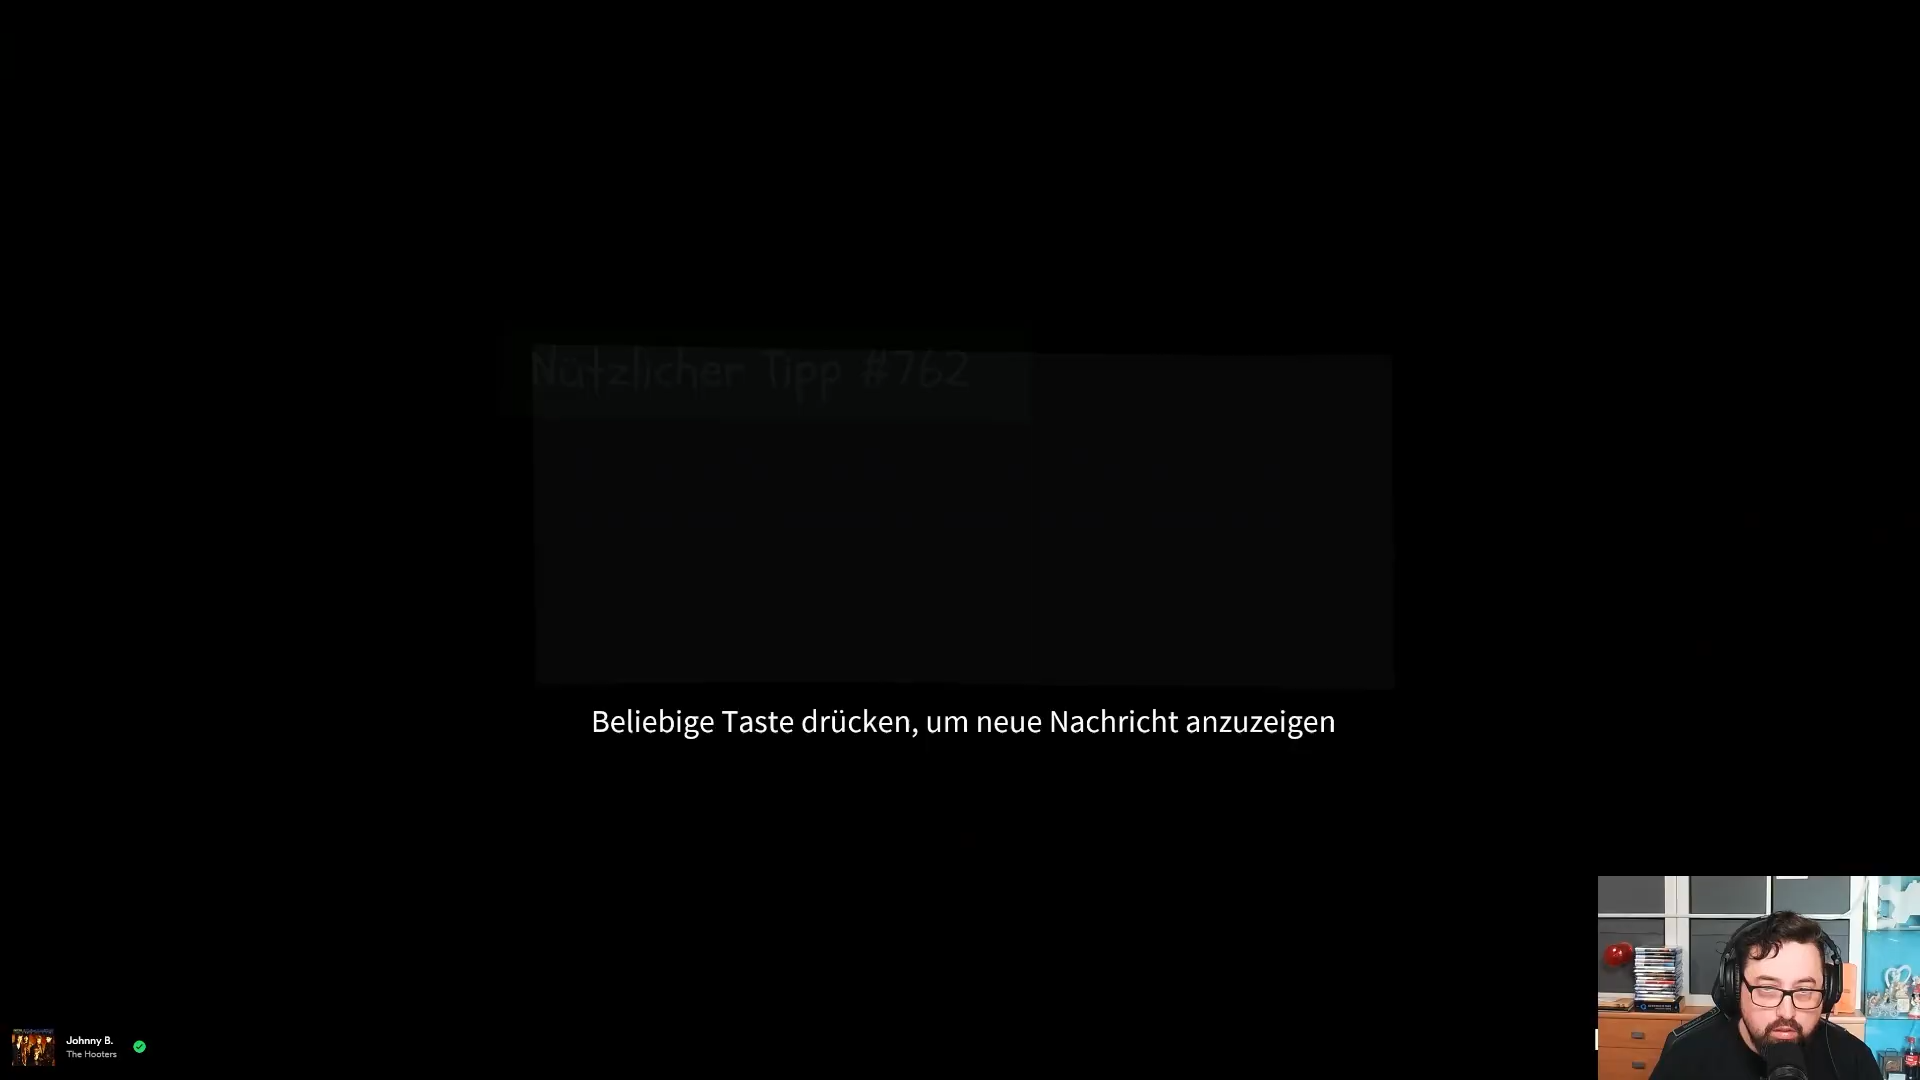 Nützlicher Tipp #762
Beliebige Taste drücken, um neue Nachricht anzuzeigen
Johnny B.
The Hooters